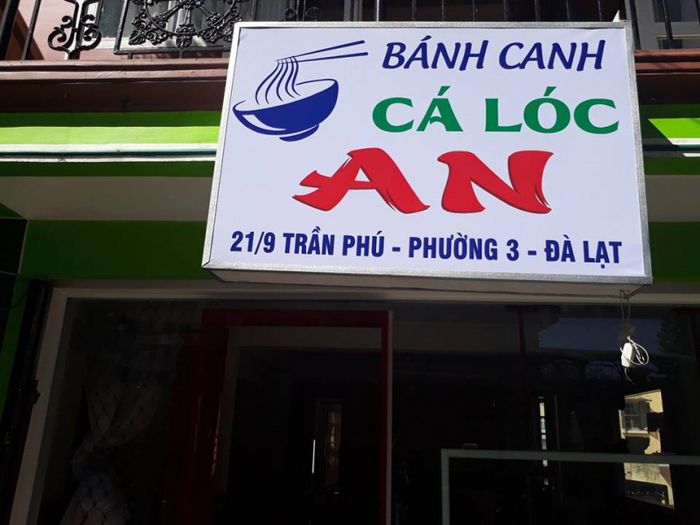 BÁNH CANH
CÁ LÓC
AN
21/9 TRẦN PHÚ - PHƯỜNG 3 - ĐÀ LẠT